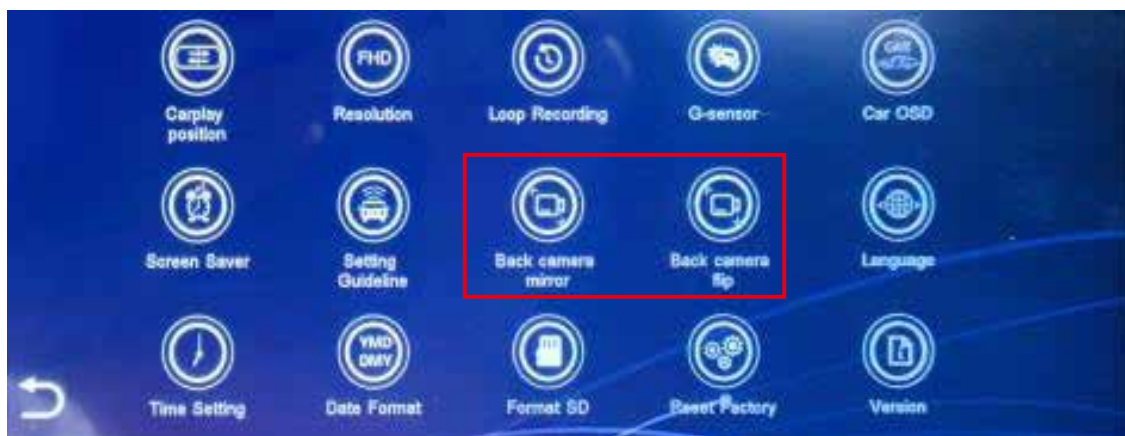 FHD
Carplay
position
Resolution
Loop Recording
G-sensor
Car OSD
Screen Saver
Setting
Guideline
Back camera
mirror
Back camera
flip
Language
YMD
DMY
Time Setting
Date Format
Format SD
Reset Factory
Version